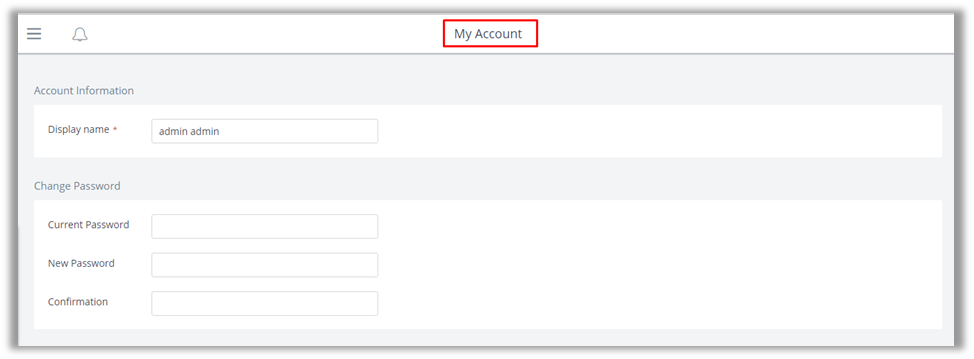 My Account
Account Information
Display name *
admin admin
Change Password
Current Password
New Password
Confirmation